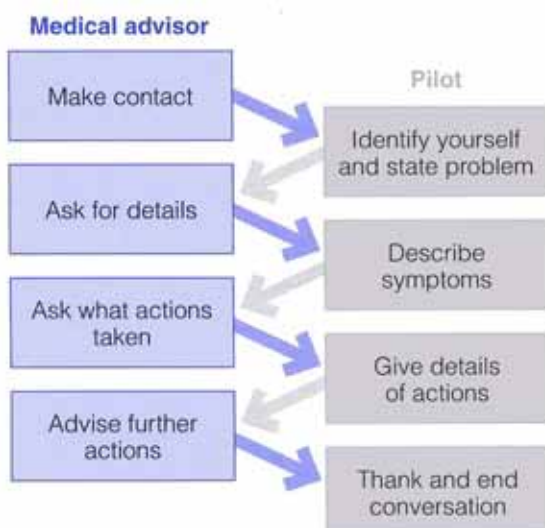 Medical advisor
Make contact
Pilot
Identify yourself
and state problem
Ask for details
Describe
symptoms
Ask what actions
taken
Give details
of actions
Advise further
actions
Thank and end
conversation